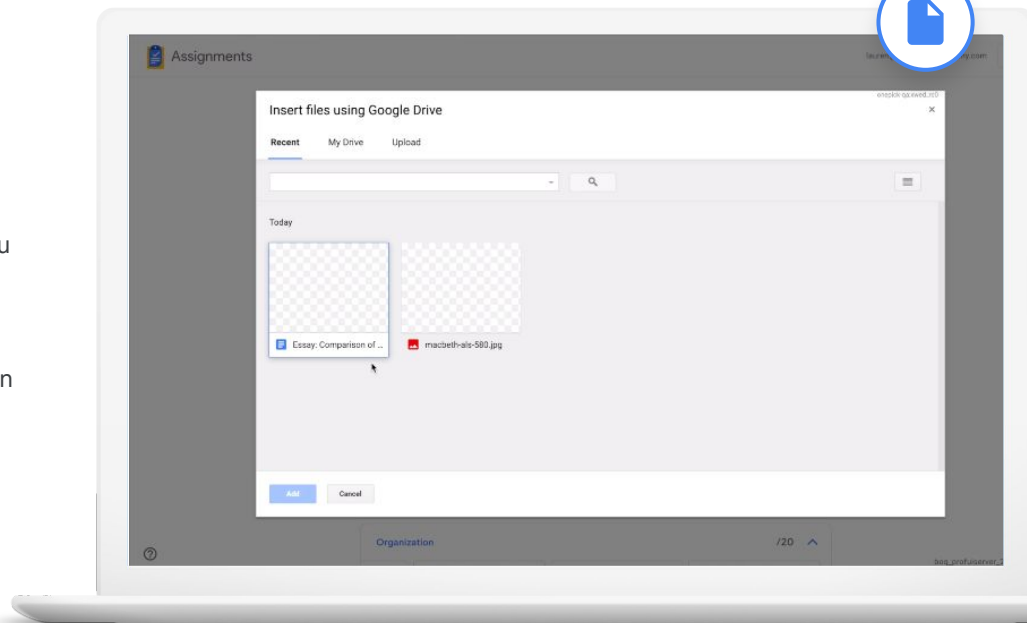 Assignments
Insert files using Google Drive
×
Recent My Drive Upload
Today
u
Essay: Comparison of ... macbeth-als-580.jpg
n
Add Cancel
Organization /20